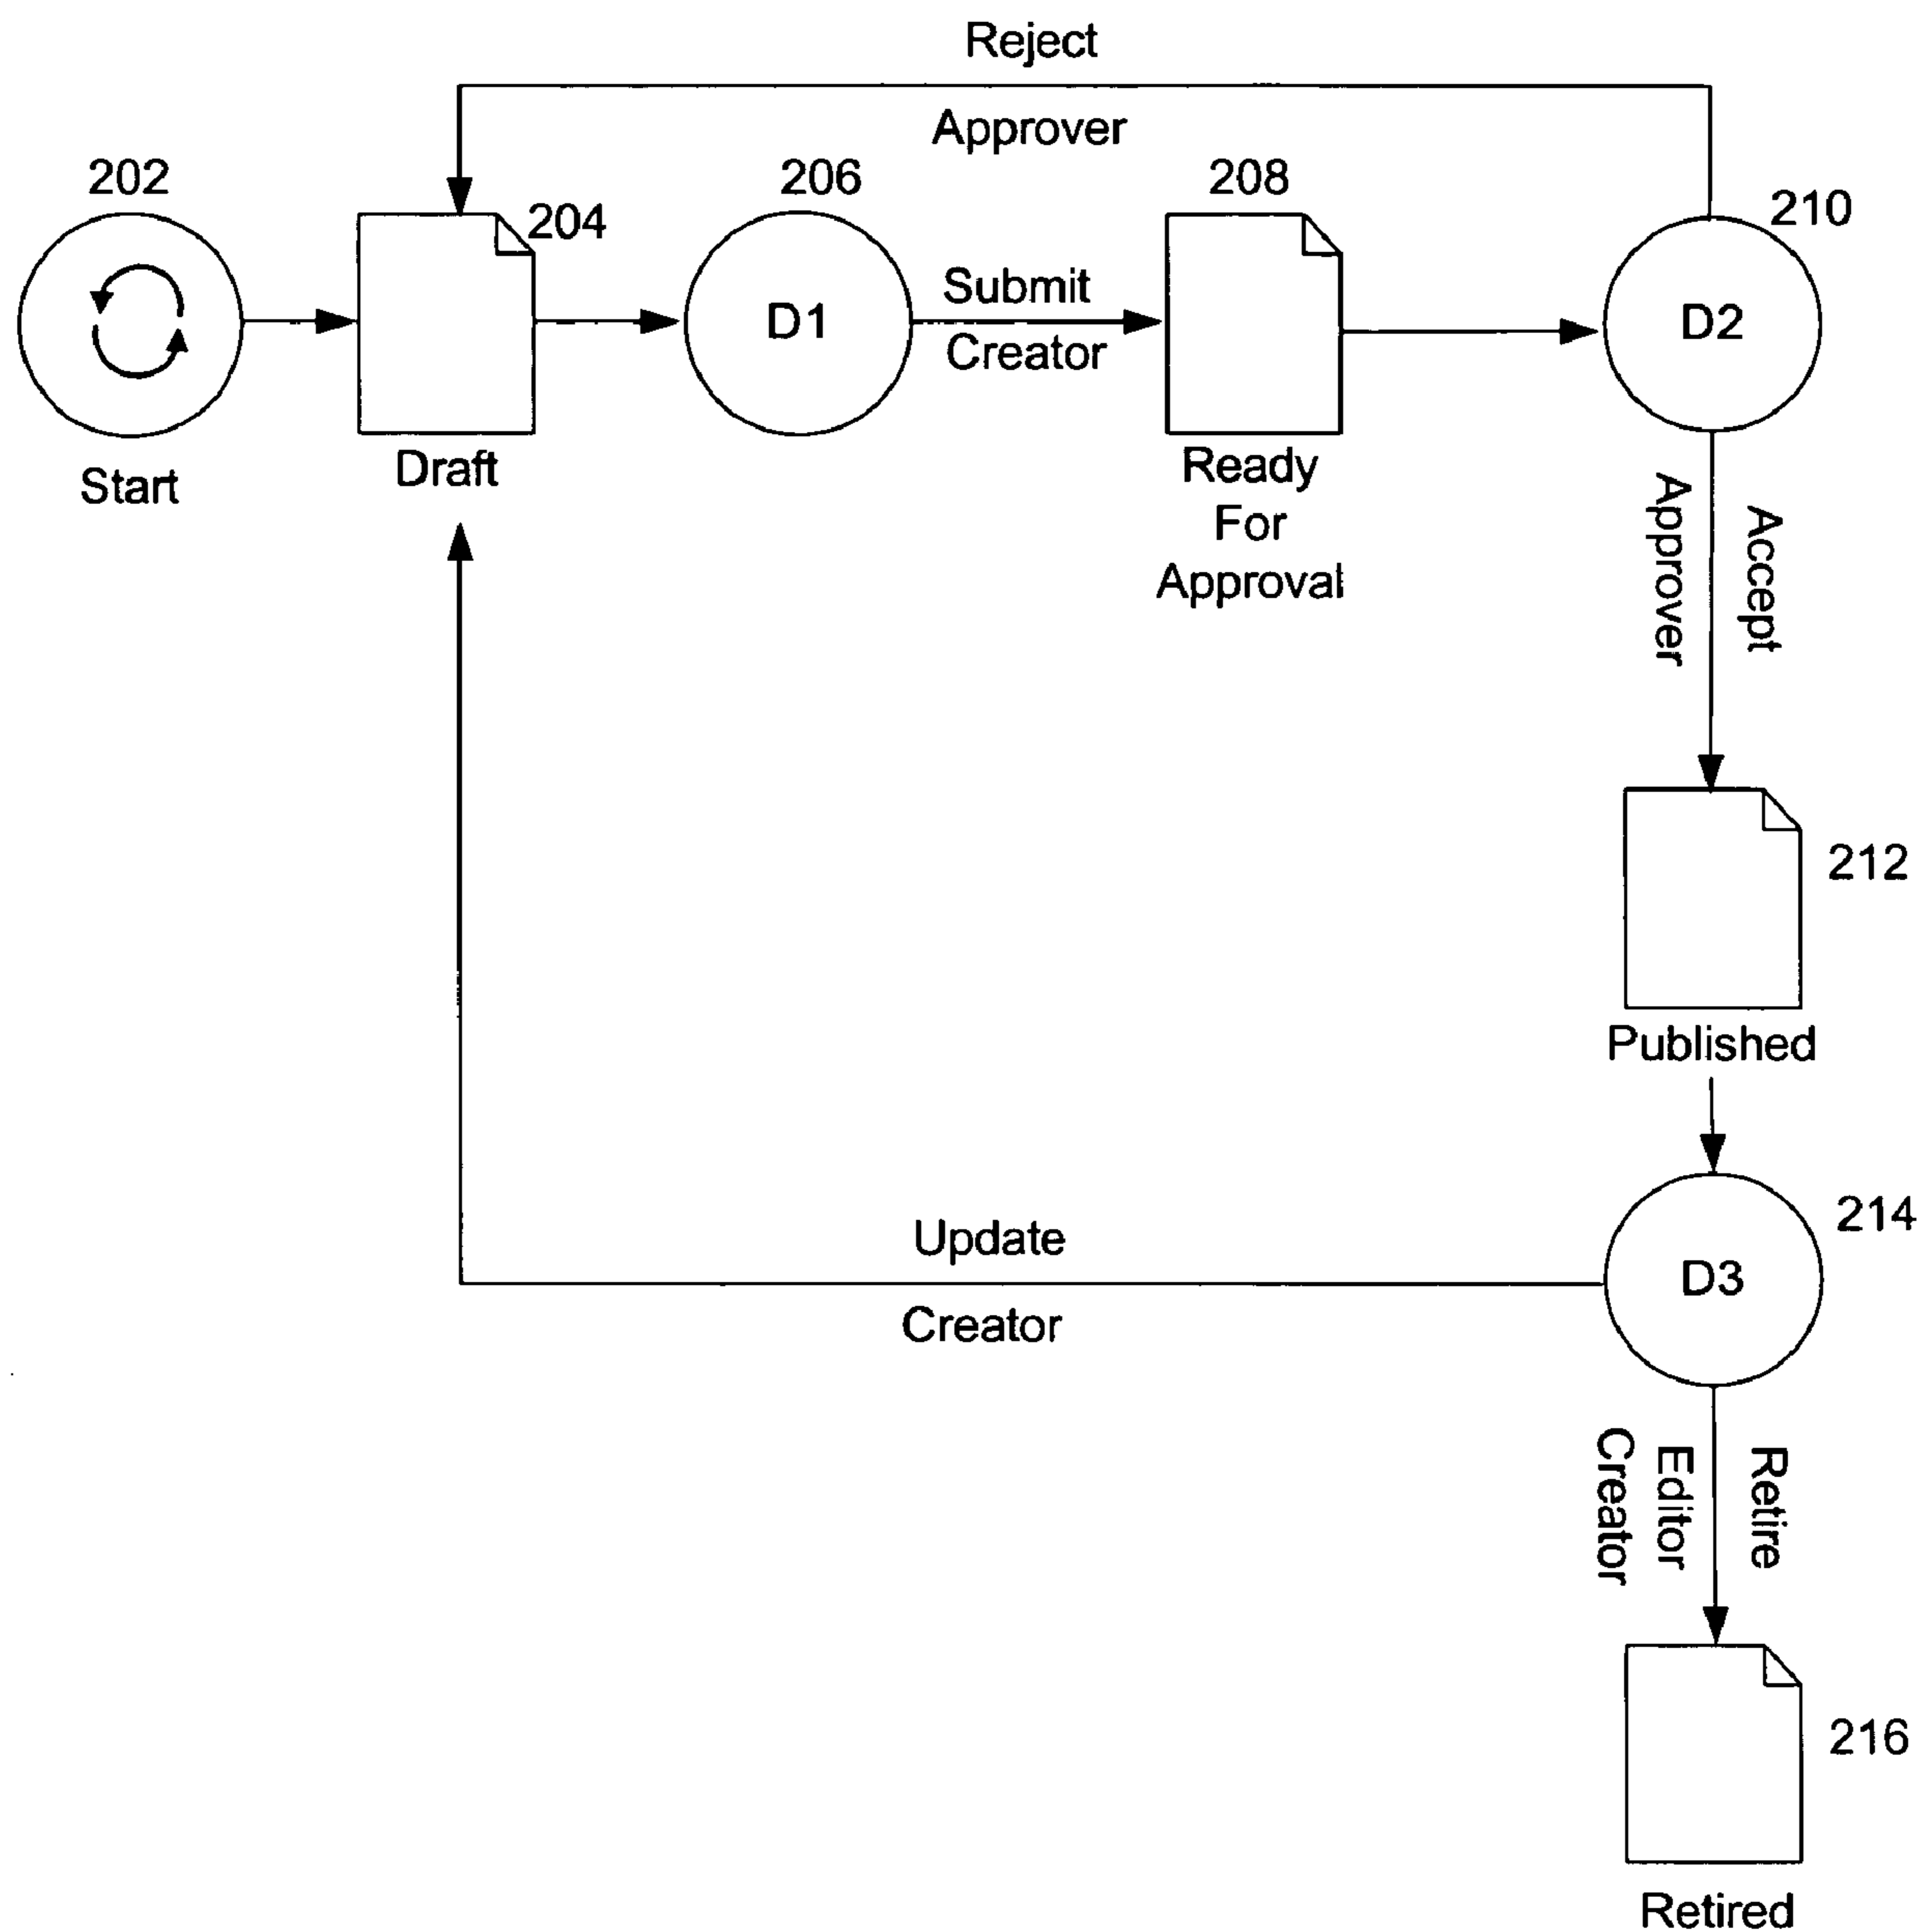 Reject
Approver
202
204
206
208
210
D1
Submit
Creator
D2
Start
Draft
Ready
For
Approval
Accept
Approver
212
Published
214
D3
Update
Creator
Retire
Editor
Creator
216
Retired